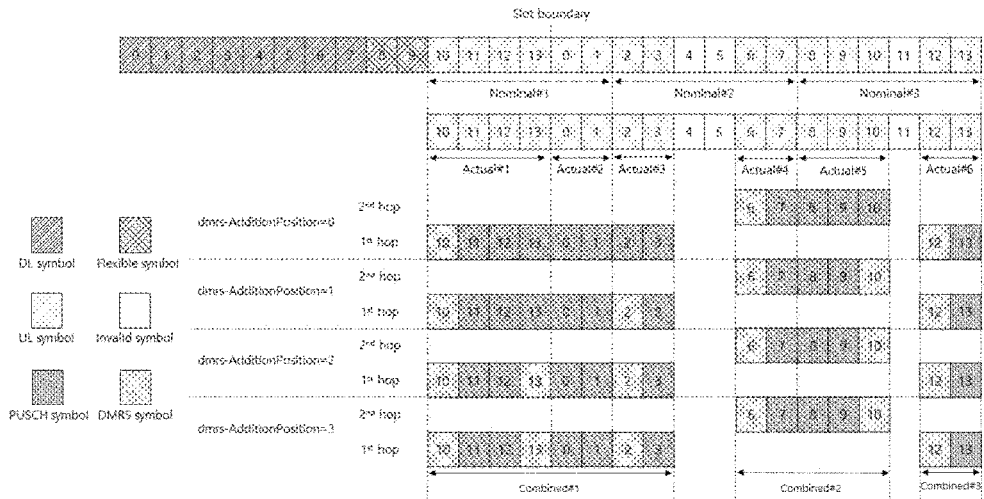 Slot boundary
0 1 2 3 4 5 6 7 8 9 10 11 12 13 0 1 2 3 4 5 6 7 8 9 10 11 12 13
Nominal#1 Nominal#2 Nominal#3
10 11 12 13 0 1 2 3 4 5 6 7 8 9 10 11 12 13
Actual#1 Actual#2 Actual#3 Actual#4 Actual#5 Actual#6
2nd hop 6 7 8 9 10
dmrs-AdditionPosition=0
1st hop 10 11 12 13 0 1 2 3 12 13
2nd hop 6 7 8 9 10
dmrs-AdditionPosition=1
1st hop 10 11 12 13 0 1 2 3 12 13
2nd hop 6 7 8 9 10
dmrs-AdditionPosition=2
1st hop 10 11 12 13 0 1 2 3 12 13
2nd hop 6 7 8 9 10
dmrs-AdditionPosition=3
1st hop 10 11 12 13 0 1 2 3 12 13
Combined#1 Combined#2 Combined#3
DL symbol Flexible symbol
UL symbol Invalid symbol
PUSCH symbol DMRS symbol